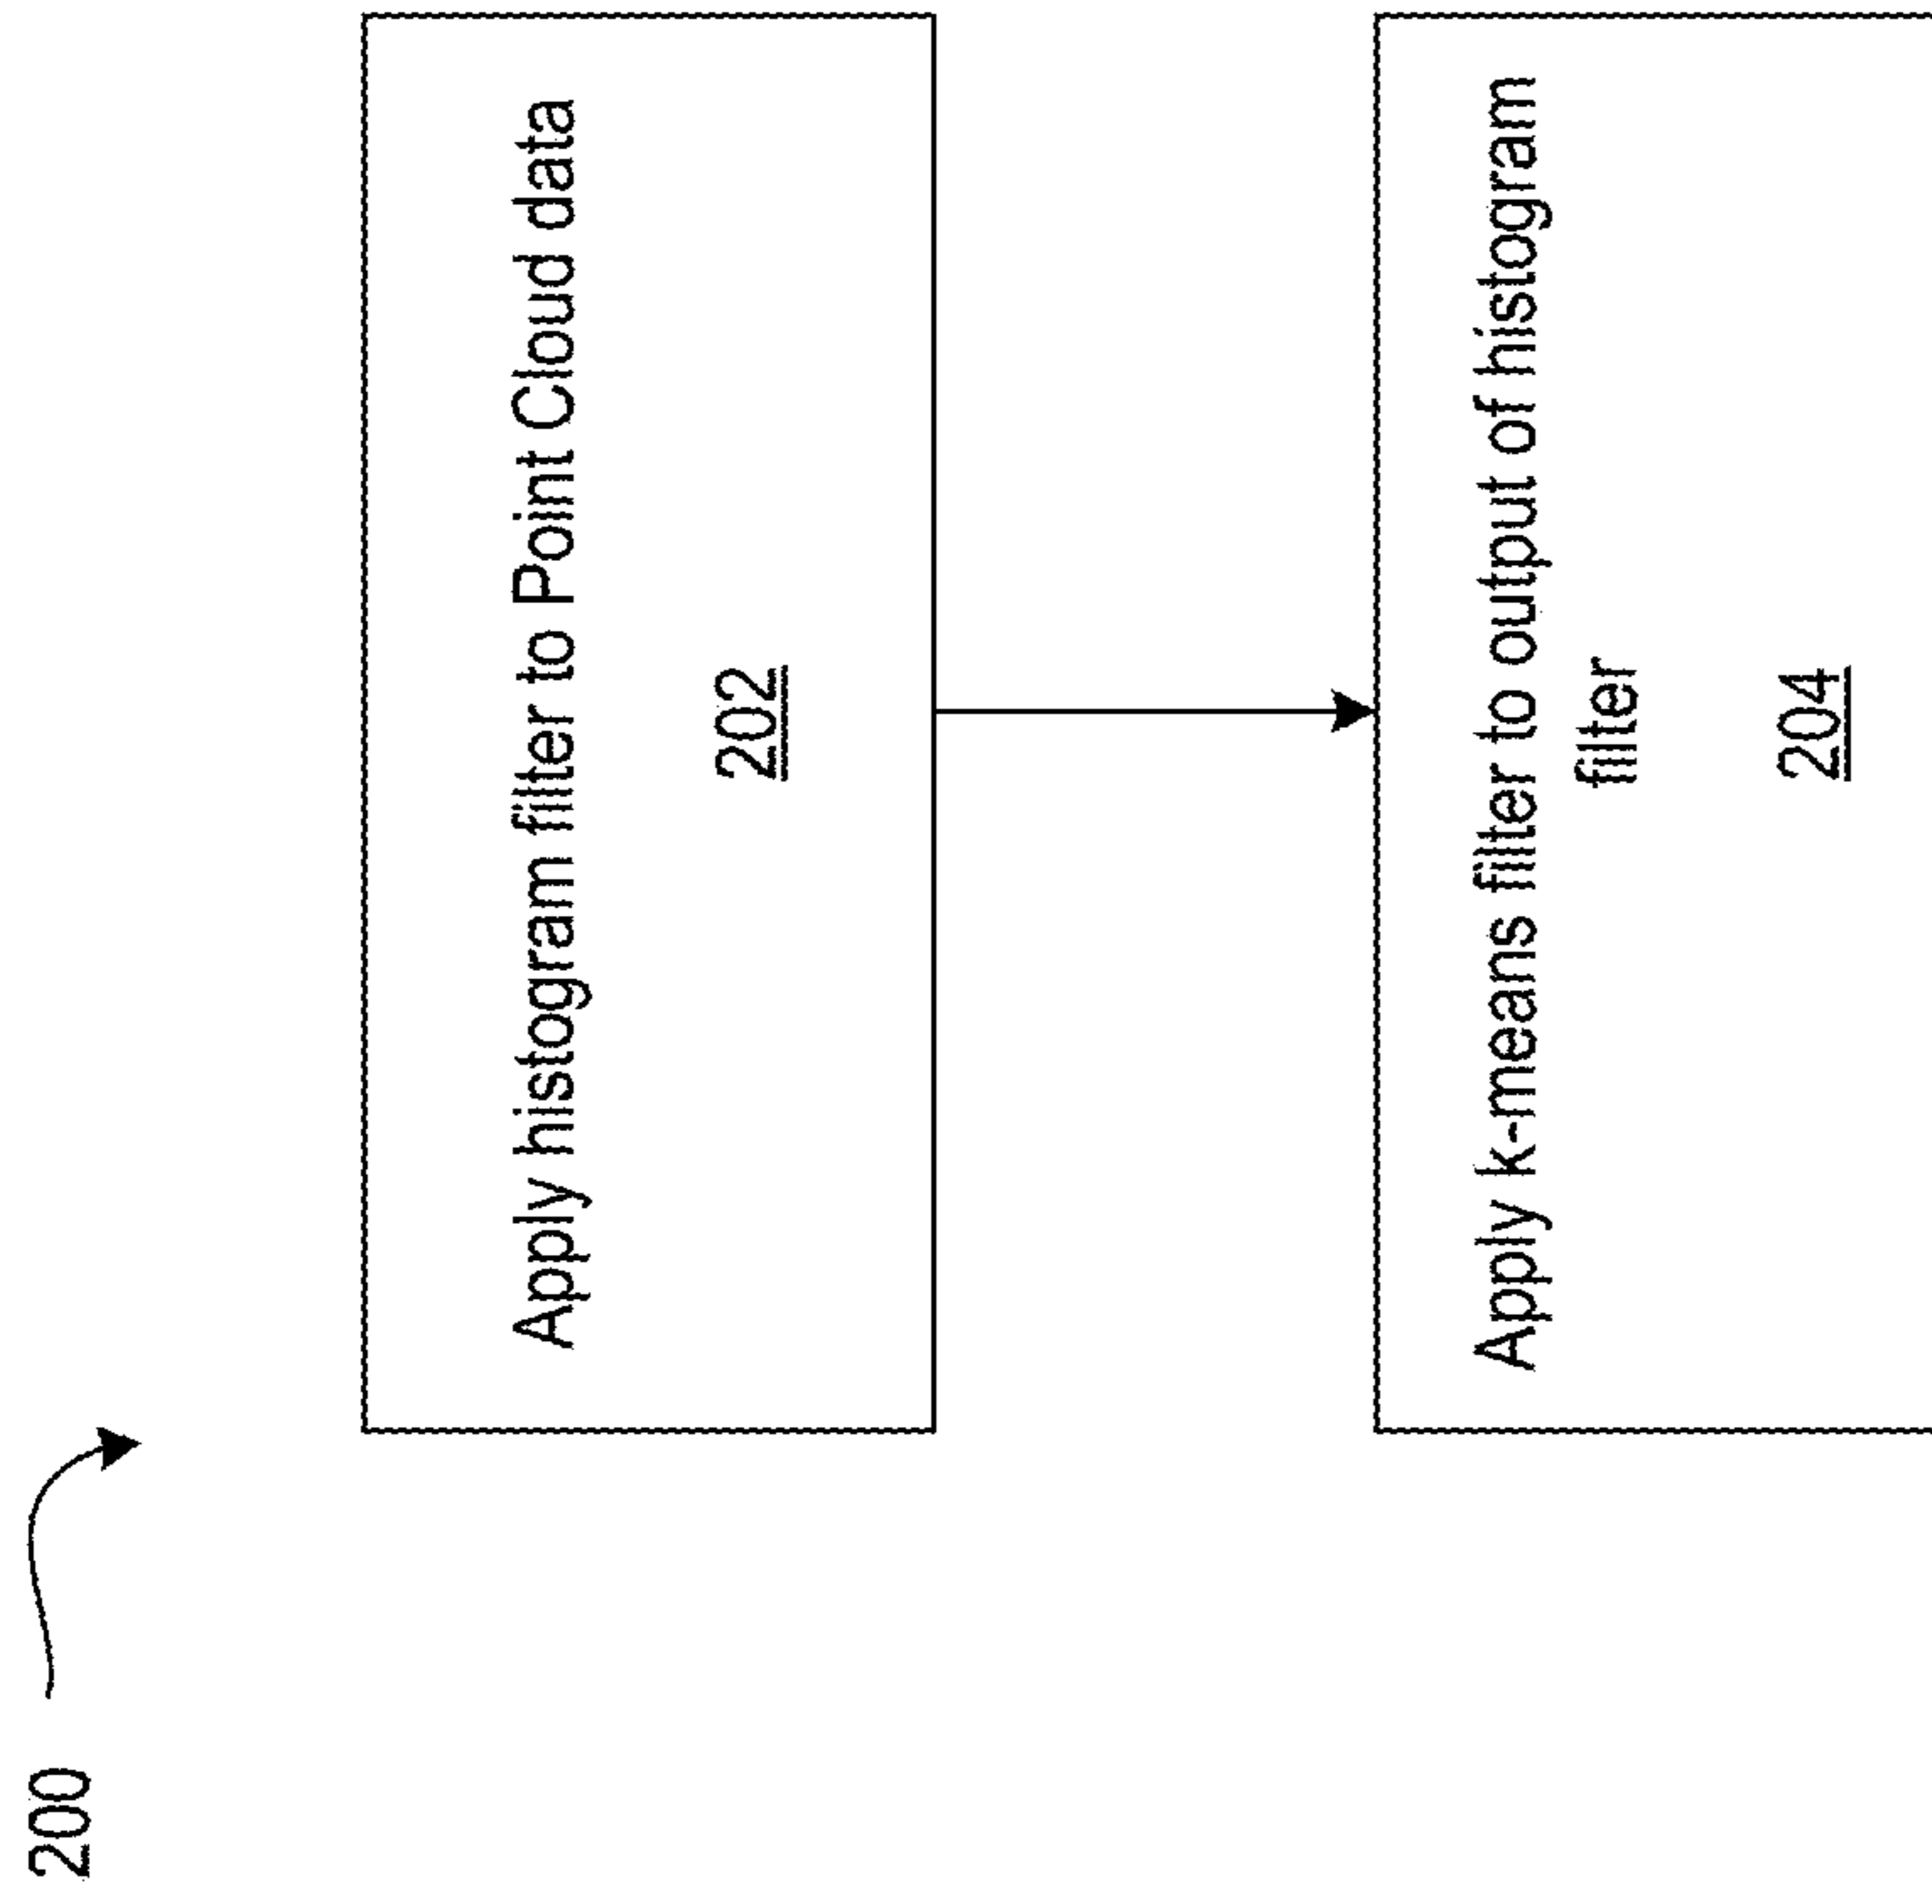 200
Apply histogram filter to Point Cloud data
202
Apply k-means filter to output of histogram
filter
204